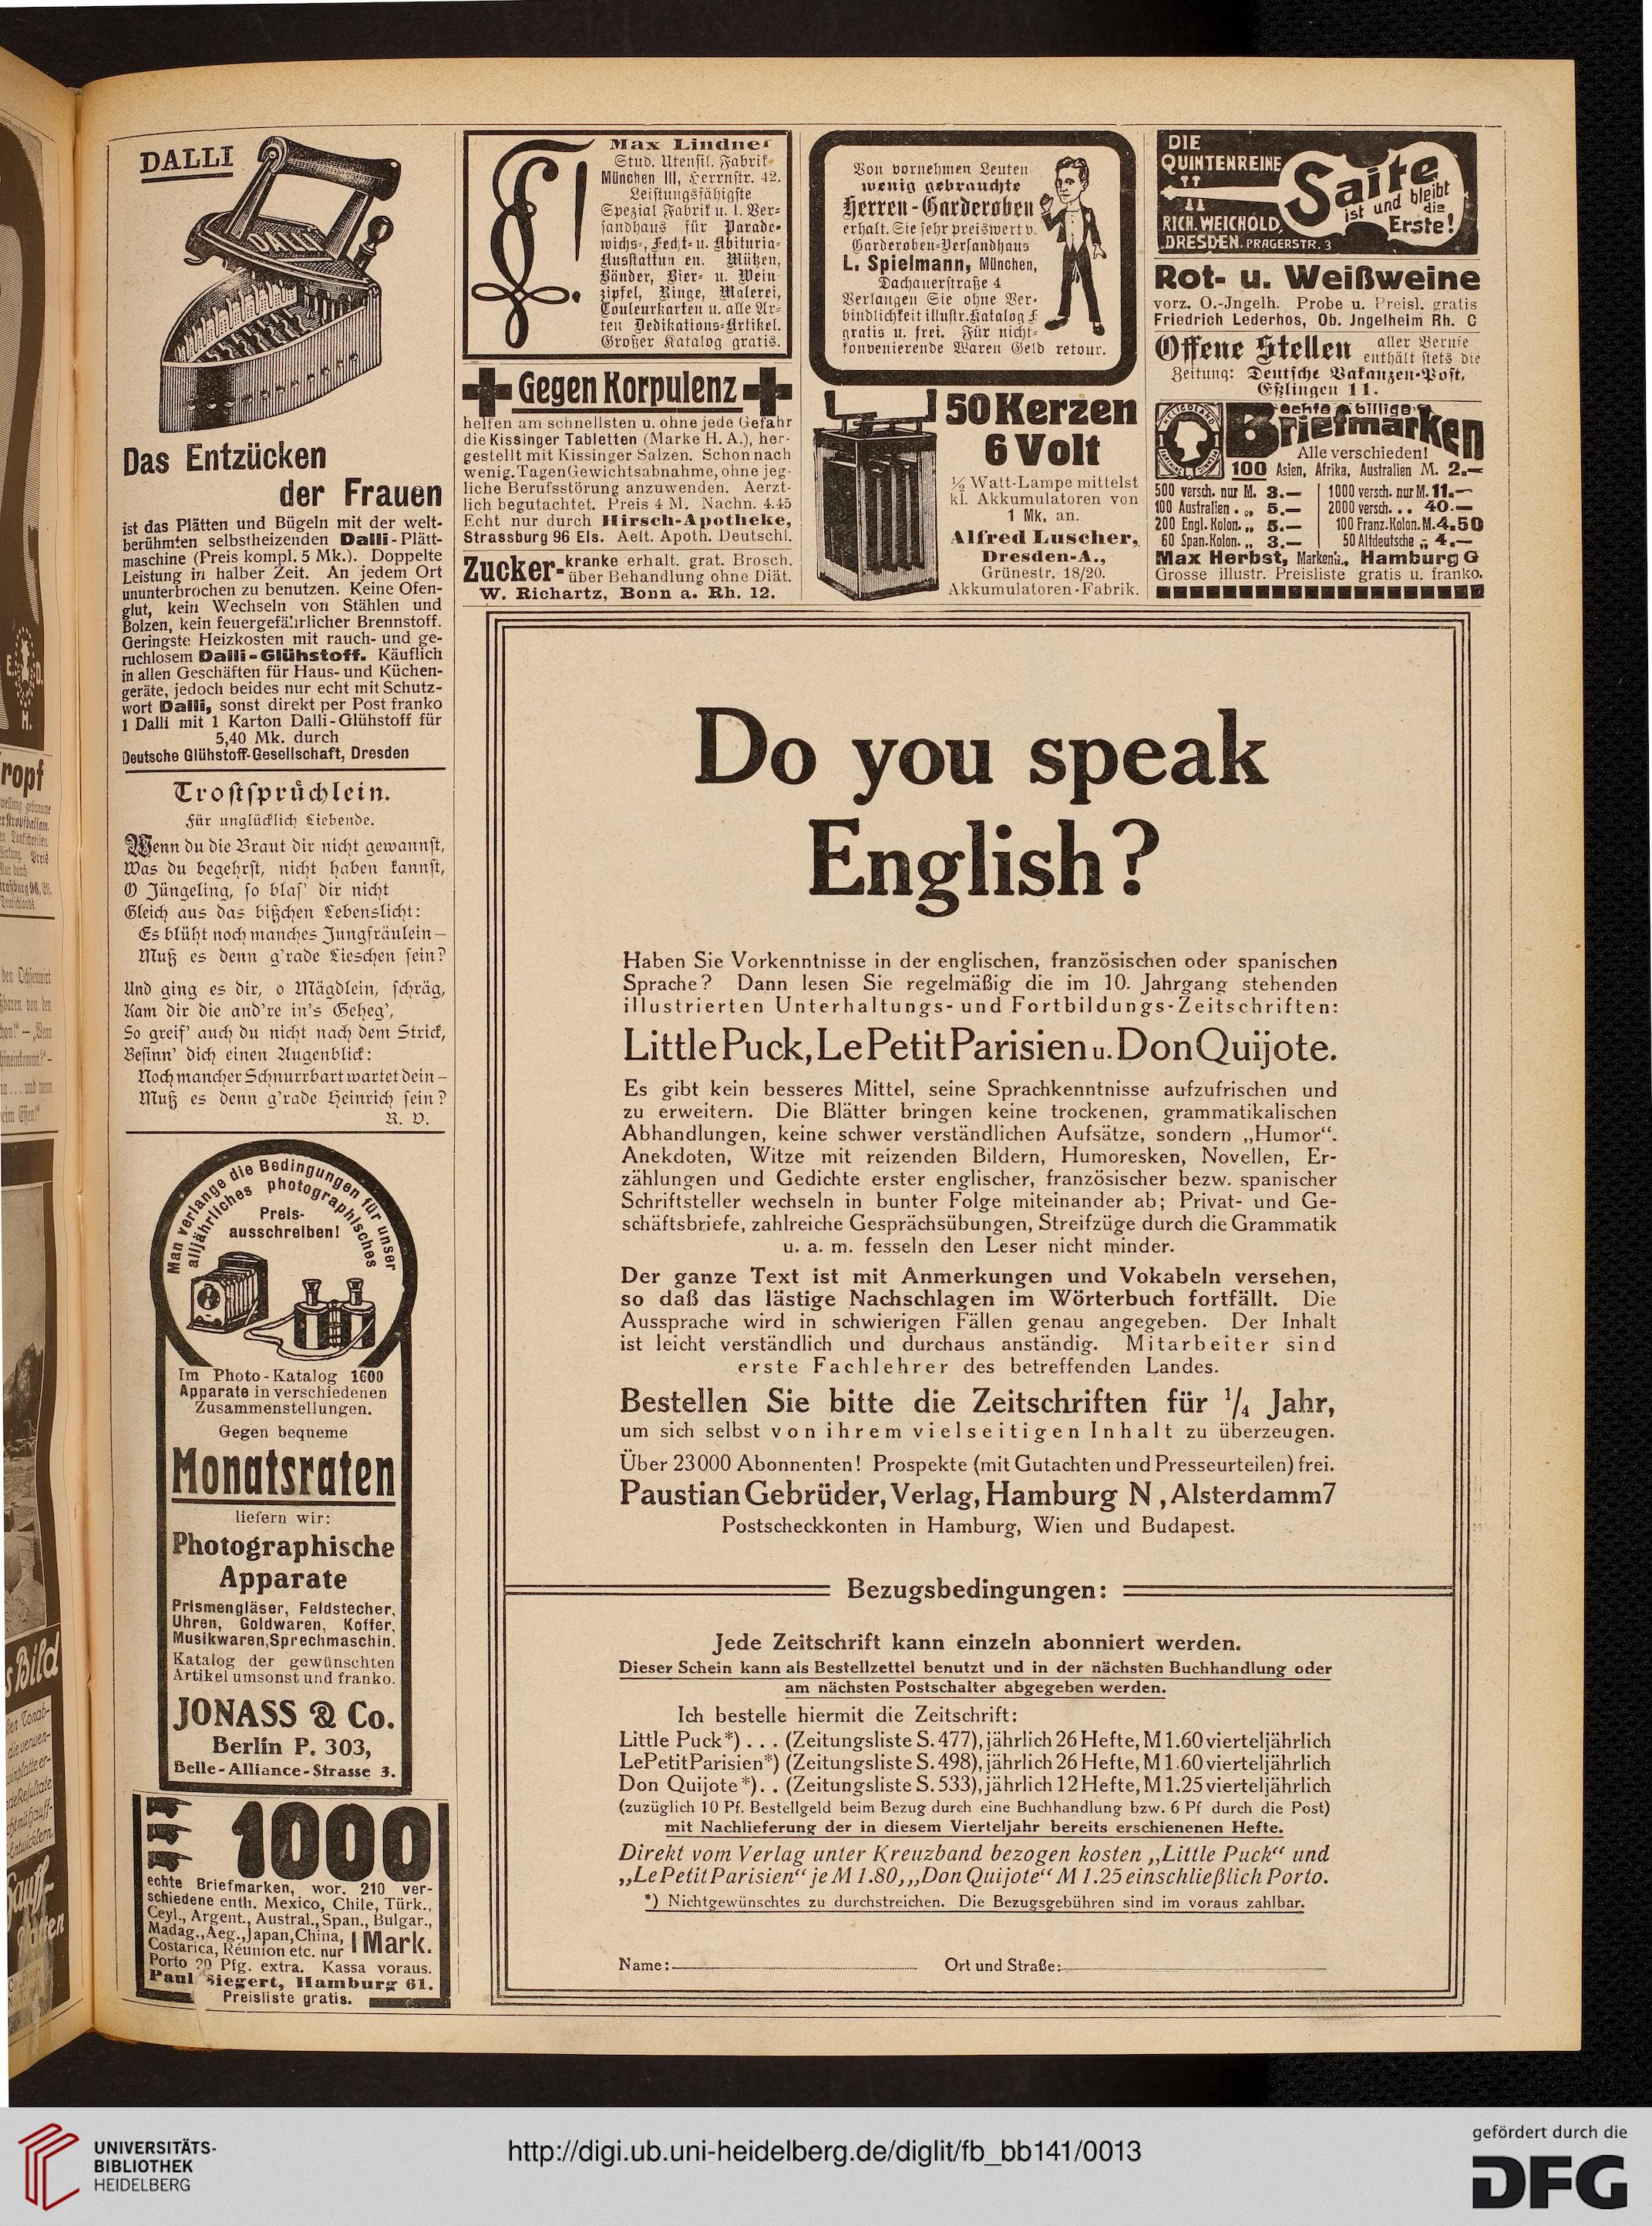 DALLI
DALLI
Das Entzücken
der Frauen
ist das Plätten und Bügeln mit der welt-
berühmten selbstheizenden Dalli-Plätt-
maschine (Preis kompl. 5 Mk.). Doppelte
Leistung in halber Zeit. An jedem Ort
ununterbrochen zu benutzen. Keine Ofen-
glut, kein Wechseln von Stählen und
Bolzen, kein feuergefährlicher Brennstoff.
Geringste Heizkosten mit rauch- und ge-
ruchlosem Dalli-Glühstoff. Käuflich
in allen Geschäften für Haus- und Küchen-
geräte, jedoch beides nur echt mit Schutz-
wort Dalli, sonst direkt per Post franko
1 Dalli mit 1 Karton Dalli-Glühstoff für
5,40 Mk. durch
Deutsche Glühstoff-Gesellschaft, Dresden
Trostsprüchlein.
Für unglücklich Liebende.
Wenn du die Braut dir nicht gewannst,
Was du begehrst, nicht haben kannst,
O Jüngeling, so blas' dir nicht
Gleich aus das bißchen Lebenslicht:
Es blüht noch manches Jungfräulein –
Muß es denn g'rade Lieschen sein?
Und ging es dir, o Mägdlein, schräg,
Kam dir die and're in's Geheg',
So greif' auch du nicht nach dem Strick,
Besinn' dich einen Augenblick:
Noch mancher Schnurrbart wartet dein –
Muß es denn g'rade Heinrich sein?
R. V.
Man verlange die Bedingungen für unser
alljährliches photographisches
Preis-
ausschreiben!
Im Photo-Katalog 1600
Apparate in verschiedenen
Zusammenstellungen.
Gegen bequeme
Monatsraten
liefern wir:
Photographische
Apparate
Prismengläser, Feldstecher,
Uhren, Goldwaren, Koffer,
Musikwaren, Sprechmaschin.
Katalog der gewünschten
Artikel umsonst und franko.
JONASS & Co.
Berlin P. 303,
Belle-Alliance-Strasse 3.
1000
echte Briefmarken, wor. 210 ver-
schiedene enth. Mexico, Chile, Türk.,
Ceyl., Argent., Austral., Span., Bulgar.,
Madag., Aeg., Japan, China,
Costarica, Réunion etc. nur 1 Mark.
Porto 20 Pfg. extra. Kassa voraus.
Paul Siegert, Hamburg 61.
Preisliste gratis.
Max Lindner
Stud. Utensil. Fabrik
München III, Herrnstr. 42.
Leistungsfähigste
Spezial Fabrik u. l. Ver-
sandhaus für Parade-
wichs-, Fecht- u. Abituria-
Ausstattun en. Mützen,
Bänder, Bier- u. Wein
zipfel, Ringe, Malerei,
Couleurkarten u. alle Ar-
ten Dedikations-Artikel.
Großer Katalog gratis.
Gegen Korpulenz
helfen am schnellsten u. ohne jede Gefahr
die Kissinger Tabletten (Marke H. A.), her-
gestellt mit Kissinger Salzen. Schon nach
wenig. Tagen Gewichtsabnahme, ohne jeg-
liche Berufsstörung anzuwenden. Aerzt-
lich begutachtet. Preis 4 M. Nachn. 4.45
Echt nur durch Hirsch-Apotheke,
Strassburg 96 Els. Aelt. Apoth. Deutschl.
Zucker-kranke erhalt. grat. Brosch.
über Behandlung ohne Diät.
W. Richartz, Bonn a. Rh. 12.
Von vornehmen Leuten
wenig gebrauchte
Herren-Garderoben
erhalt. Sie sehr preiswert v.
Garderoben-Versandhaus
L. Spielmann, München,
Dachauerstraße 4
Verlangen Sie ohne Ver-
bindlichkeit illustr. Katalog F
gratis u. frei. Für nicht-
konvenierende Waren Geld retour.
50 Kerzen
6 Volt
½ Watt-Lampe mittelst
kl. Akkumulatoren von
1 Mk. an.
Alfred Luscher,
Dresden-A.,
Grünestr. 18/20.
Akkumulatoren-Fabrik.
DIE
QUINTENREINE
Saite
ist und bleibt
die
Erste!
RICH. WEICHOLD,
DRESDEN. PRAGERSTR. 3
Rot- u. Weißweine
vorz. O.-Jngelh. Probe u. Preisl. gratis
Friedrich Lederhos, Ob. Jngelheim Rh. C
Offene Stellen aller Berufe
enthält stets die
Zeitung: Deutsche Vakanzen-Post,
Eßlingen 11.
HELIGOLAND
echte billige
Briefmarken
Alle verschieden!
100 Asien, Afrika, Australien M. 2.—
500 versch. nur M. 3.—
100 Australien . „ 5.—
200 Engl. Kolon. „ 5.—
60 Span. Kolon. „ 3.—
1000 versch. nur M. 11.—
2000 versch. . . 40.—
100 Franz. Kolon. M. 4.50
50 Altdeutsche „ 4.—
Max Herbst, Markenh., Hamburg G
Grosse illustr. Preisliste gratis u. franko.
Do you speak
English?
Haben Sie Vorkenntnisse in der englischen, französischen oder spanischen
Sprache? Dann lesen Sie regelmäßig die im 10. Jahrgang stehenden
illustrierten Unterhaltungs- und Fortbildungs-Zeitschriften:
Little Puck, Le Petit Parisien u. Don Quijote.
Es gibt kein besseres Mittel, seine Sprachkenntnisse aufzufrischen und
zu erweitern. Die Blätter bringen keine trockenen, grammatikalischen
Abhandlungen, keine schwer verständlichen Aufsätze, sondern „Humor“.
Anekdoten, Witze mit reizenden Bildern, Humoresken, Novellen, Er-
zählungen und Gedichte erster englischer, französischer bezw. spanischer
Schriftsteller wechseln in bunter Folge miteinander ab; Privat- und Ge-
schäftsbriefe, zahlreiche Gesprächsübungen, Streifzüge durch die Grammatik
u. a. m. fesseln den Leser nicht minder.
Der ganze Text ist mit Anmerkungen und Vokabeln versehen,
so daß das lästige Nachschlagen im Wörterbuch fortfällt. Die
Aussprache wird in schwierigen Fällen genau angegeben. Der Inhalt
ist leicht verständlich und durchaus anständig. Mitarbeiter sind
erste Fachlehrer des betreffenden Landes.
Bestellen Sie bitte die Zeitschriften für 1/4 Jahr,
um sich selbst von ihrem vielseitigen Inhalt zu überzeugen.
Über 23000 Abonnenten! Prospekte (mit Gutachten und Presseurteilen) frei.
Paustian Gebrüder, Verlag, Hamburg N, Alsterdamm 7
Postscheckkonten in Hamburg, Wien und Budapest.
Bezugsbedingungen:
Jede Zeitschrift kann einzeln abonniert werden.
Dieser Schein kann als Bestellzettel benutzt und in der nächsten Buchhandlung oder
am nächsten Postschalter abgegeben werden.
Ich bestelle hiermit die Zeitschrift:
Little Puck*) . . . (Zeitungsliste S. 477), jährlich 26 Hefte, M 1.60 vierteljährlich
Le Petit Parisien*) (Zeitungsliste S. 498), jährlich 26 Hefte, M 1.60 vierteljährlich
Don Quijote*) . . (Zeitungsliste S. 533), jährlich 12 Hefte, M 1.25 vierteljährlich
(zuzüglich 10 Pf. Bestellgeld beim Bezug durch eine Buchhandlung bzw. 6 Pf durch die Post)
mit Nachlieferung der in diesem Vierteljahr bereits erschienenen Hefte.
Direkt vom Verlag unter Kreuzband bezogen kosten „Little Puck“ und
„Le Petit Parisien“ je M 1.80, „Don Quijote“ M 1.25 einschließlich Porto.
*) Nichtgewünschtes zu durchstreichen. Die Bezugsgebühren sind im voraus zahlbar.
Name: Ort und Straße:
UNIVERSITÄTS-
BIBLIOTHEK
HEIDELBERG
http://digi.ub.uni-heidelberg.de/diglit/fb_bb141/0013
gefördert durch die
DFG